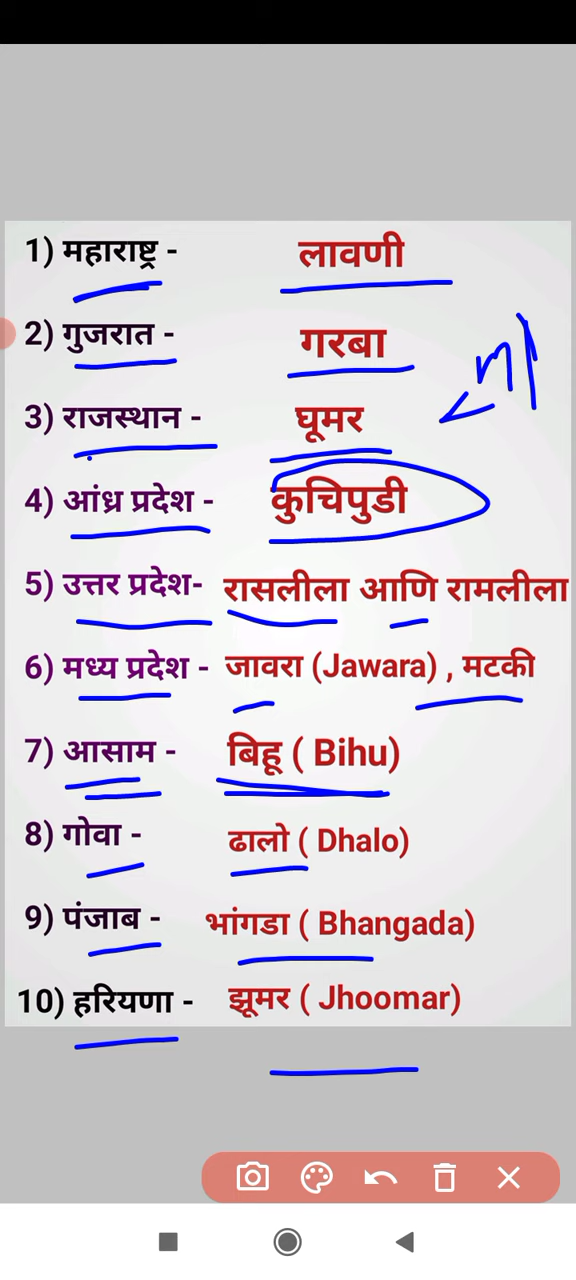 1) महाराष्ट्र - लावणी
2) गुजरात - गरबा
3) राजस्थान - घूमर
4) आंध्र प्रदेश - कुचिपुडी
5) उत्तर प्रदेश- रासलीला आणि रामलीला
6) मध्य प्रदेश - जावरा (Jawara) , मटकी
7) आसाम - बिहू ( Bihu)
8) गोवा - ढालो ( Dhalo)
9) पंजाब - भांगडा ( Bhangada)
10) हरियणा - झूमर ( Jhoomar)